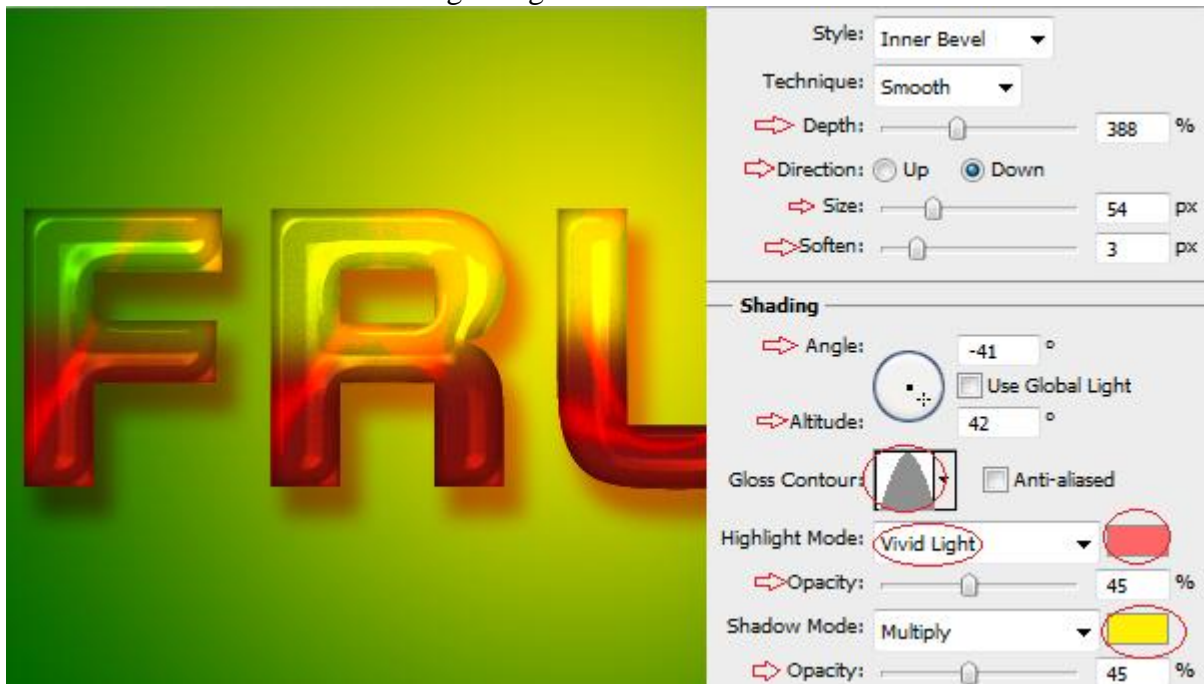 FRU
Style: Inner Bevel
Technique: Smooth
Depth: 388 %
Direction: Up Down
Size: 54 px
Soften: 3 px
Shading
Angle: -41 °
Use Global Light
Altitude: 42 °
Gloss Contour: Anti-aliased
Highlight Mode: Vivid Light
Opacity: 45 %
Shadow Mode: Multiply
Opacity: 45 %